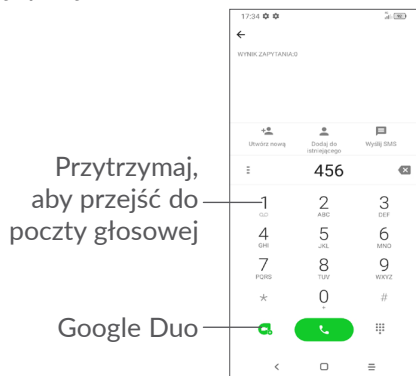 17:34
WYNIK ZAPYTANIA:0
Utwórz nową
Dodaj do
istniejącego
Wyślij SMS
456
Przytrzymaj,
aby przejść do
poczty głosowej
1
2
ABC
3
DEF
4
GHI
5
JKL
6
MNO
7
PQRS
8
TUV
9
WXYZ
*
0
+
#
Google Duo